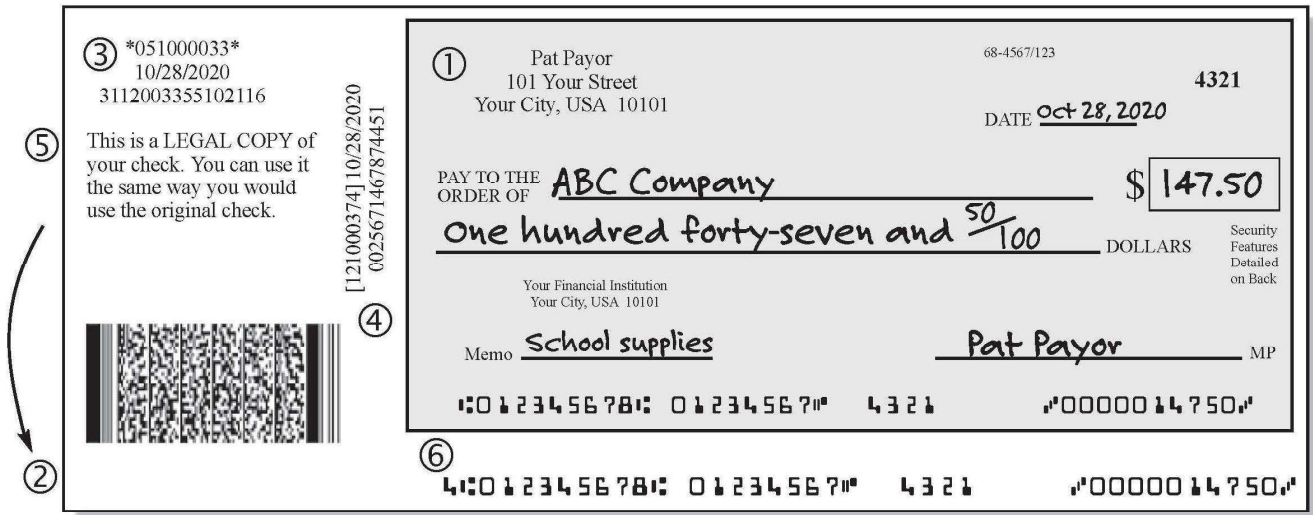 ③ *051000033*
10/28/2020
3112003355102116
⑤ This is a LEGAL COPY of
your check. You can use it
the same way you would
use the original check.
②
[121000374] 10/28/2020
00256714678744​51
④
① Pat Payor
101 Your Street
Your City, USA 10101
68-4567/123
4321
DATE Oct 28, 2020
PAY TO THE
ORDER OF ABC Company $ 147.50
One hundred forty-seven and 50/100 DOLLARS
Security
Features
Detailed
on Back
Your Financial Institution
Your City, USA 10101
Memo School supplies Pat Payor MP
⑆012345678⑆ 01234567⑈ 4321 ⑇0000014750⑇
⑥
4⑆012345678⑆ 01234567⑈ 4321 ⑇0000014750⑇